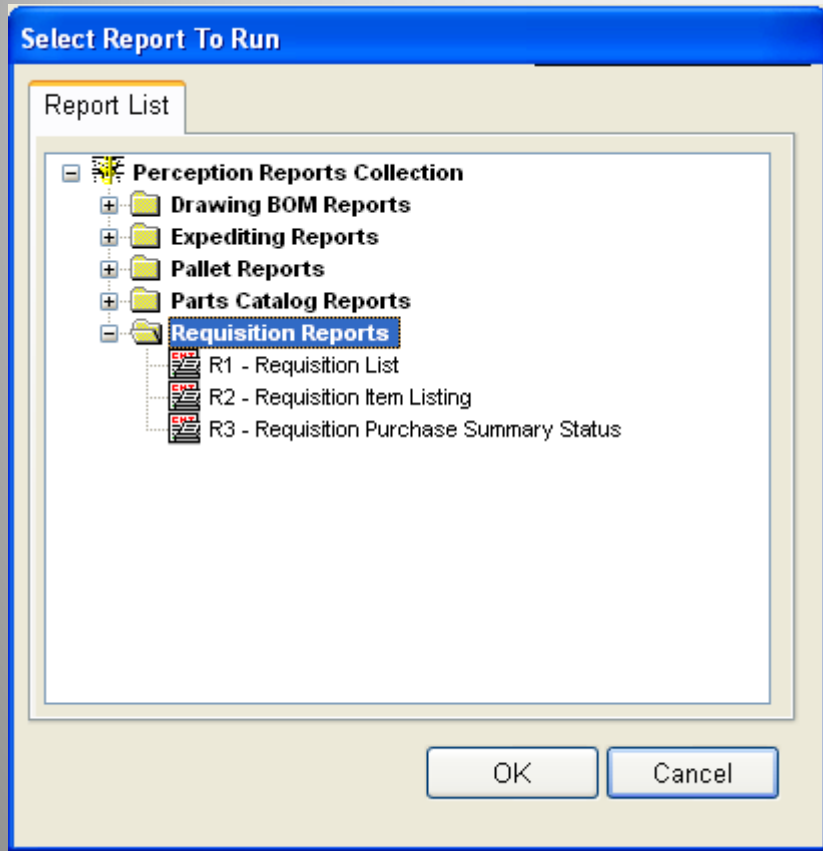 Select Report To Run
Report List
Perception Reports Collection
Drawing BOM Reports
Expediting Reports
Pallet Reports
Parts Catalog Reports
Requisition Reports
R1 - Requisition List
R2 - Requisition Item Listing
R3 - Requisition Purchase Summary Status
OK Cancel